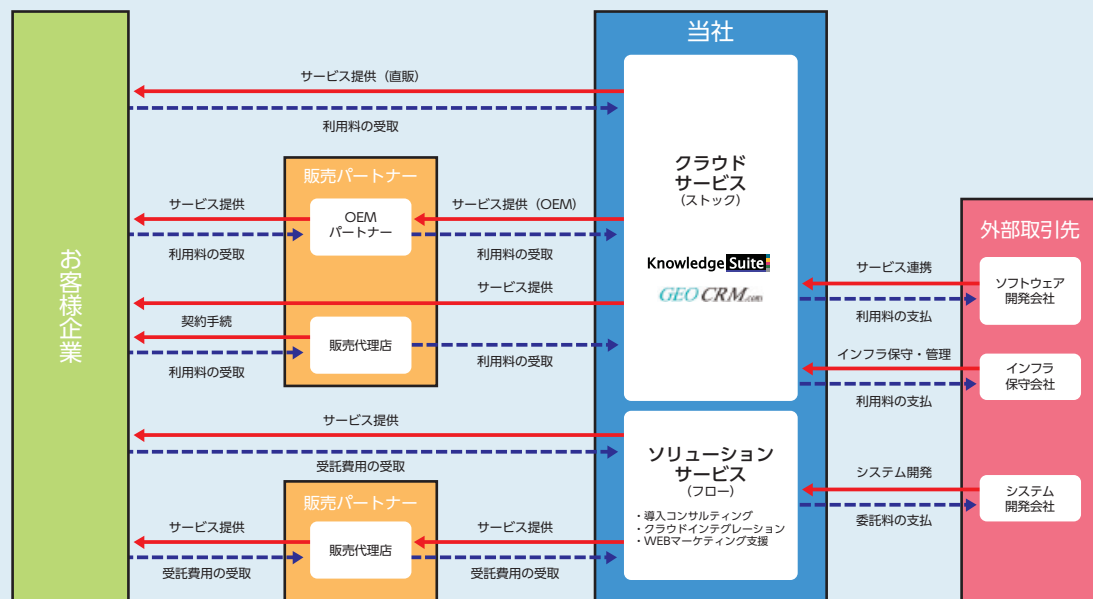 当社
サービス提供（直販）
利用料の受取
販売パートナー
サービス提供
OEM
パートナー
サービス提供（OEM）
利用料の受取
利用料の受取
クラウド
サービス
（ストック）
Knowledge Suite
GEO CRM.com
サービス提供
契約手続
販売代理店
利用料の受取
利用料の受取
お客様企業
外部取引先
サービス連携
ソフトウェア
開発会社
利用料の支払
インフラ保守・管理
インフラ
保守会社
利用料の支払
サービス提供
受託費用の受取
ソリューション
サービス
（フロー）
・導入コンサルティング
・クラウドインテグレーション
・WEBマーケティング支援
システム開発
システム
開発会社
委託料の支払
販売パートナー
サービス提供
販売代理店
サービス提供
受託費用の受取
受託費用の受取